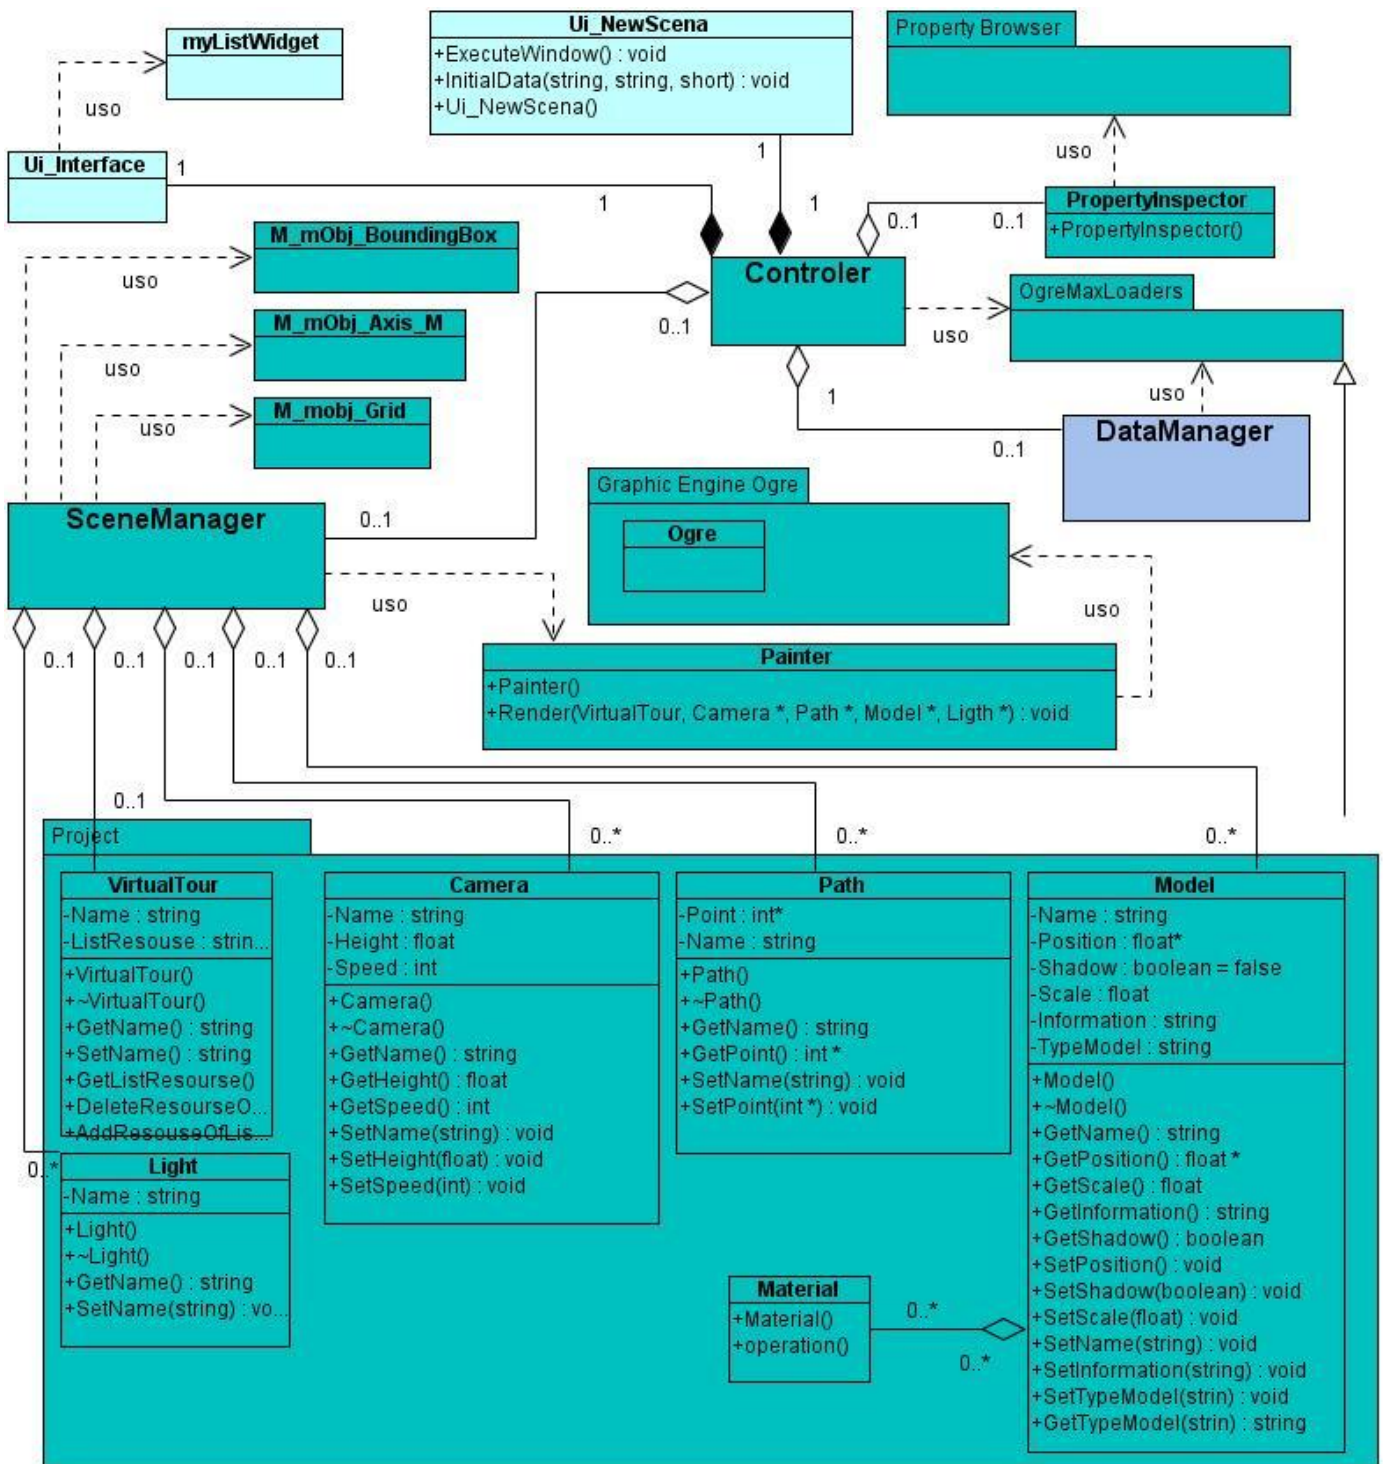 myListWidget
uso
Ui_NewScena
+ExecuteWindow() : void
+InitialData(string, string, short) : void
+Ui_NewScena()
Property Browser
uso
Ui_Interface
1
1
1
1
PropertyInspector
+PropertyInspector()
0..1
0..1
M_mObj_BoundingBox
uso
M_mObj_Axis_M
uso
M_mobj_Grid
uso
Controler
0..1
uso
OgreMaxLoaders
uso
1
0..1
DataManager
SceneManager
0..1
uso
Graphic Engine Ogre
Ogre
uso
0..1
0..1
0..1
0..1
0..1
Painter
+Painter()
+Render(VirtualTour, Camera *, Path *, Model *, Ligth *) : void
0..1
0..*
0..*
0..*
Project
VirtualTour
-Name : string
-ListResouse : strin...
+VirtualTour()
+~VirtualTour()
+GetName() : string
+SetName() : string
+GetListResourse()
+DeleteResourseO...
+AddResouseOfLis...
Camera
-Name : string
-Height : float
-Speed : int
+Camera()
+~Camera()
+GetName() : string
+GetHeight() : float
+GetSpeed() : int
+SetName(string) : void
+SetHeight(float) : void
+SetSpeed(int) : void
Path
-Point : int*
-Name : string
+Path()
+~Path()
+GetName() : string
+GetPoint() : int *
+SetName(string) : void
+SetPoint(int *) : void
Model
-Name : string
-Position : float*
-Shadow : boolean = false
-Scale : float
-Information : string
-TypeModel : string
+Model()
+~Model()
+GetName() : string
+GetPosition() : float *
+GetScale() : float
+GetInformation() : string
+GetShadow() : boolean
+SetPosition() : void
+SetShadow(boolean) : void
+SetScale(float) : void
+SetName(string) : void
+SetInformation(string) : void
+SetTypeModel(strin) : void
+GetTypeModel(strin) : string
0..*
Light
-Name : string
+Light()
+~Light()
+GetName() : string
+SetName(string) : vo...
Material
+Material()
+operation()
0..*
0..*